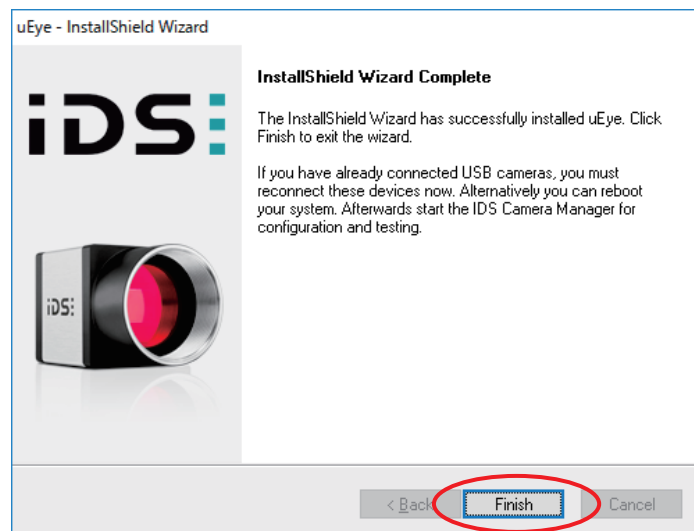 uEye - InstallShield Wizard
iDS
InstallShield Wizard Complete
The InstallShield Wizard has successfully installed uEye. Click
Finish to exit the wizard.
If you have already connected USB cameras, you must
reconnect these devices now. Alternatively you can reboot
your system. Afterwards start the IDS Camera Manager for
configuration and testing.
iDS:
< Back
Finish
Cancel